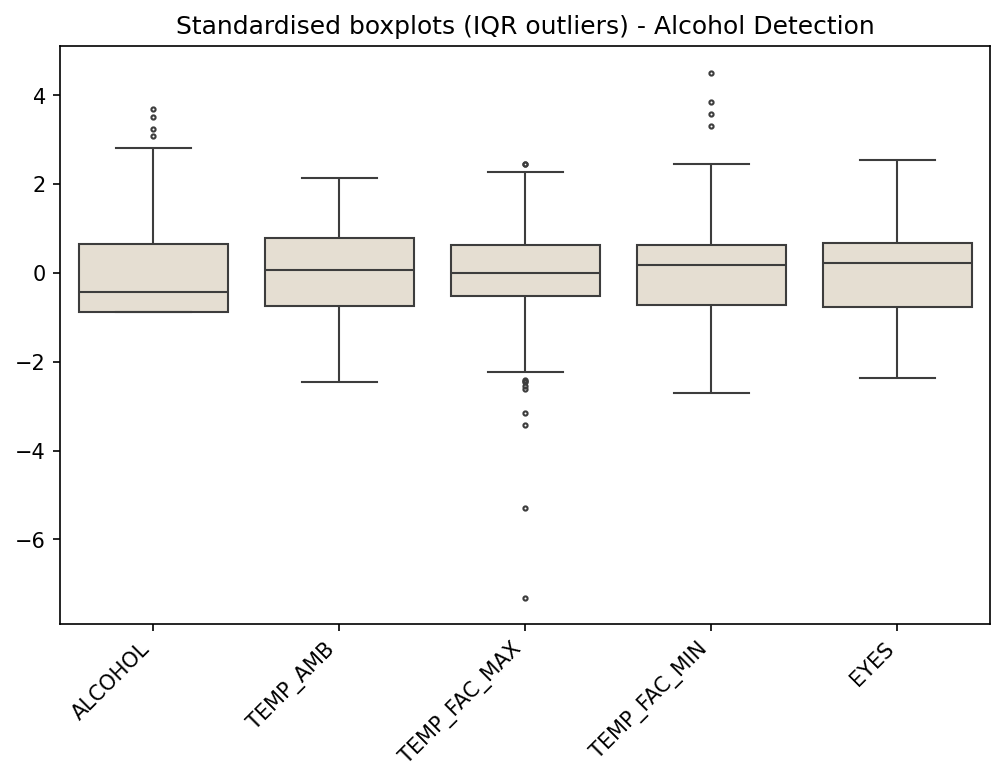 Standardised boxplots (IQR outliers) - Alcohol Detection
4
2
0
−2
−4
−6
ALCOHOL
TEMP_AMB
TEMP_FAC_MAX
TEMP_FAC_MIN
EYES